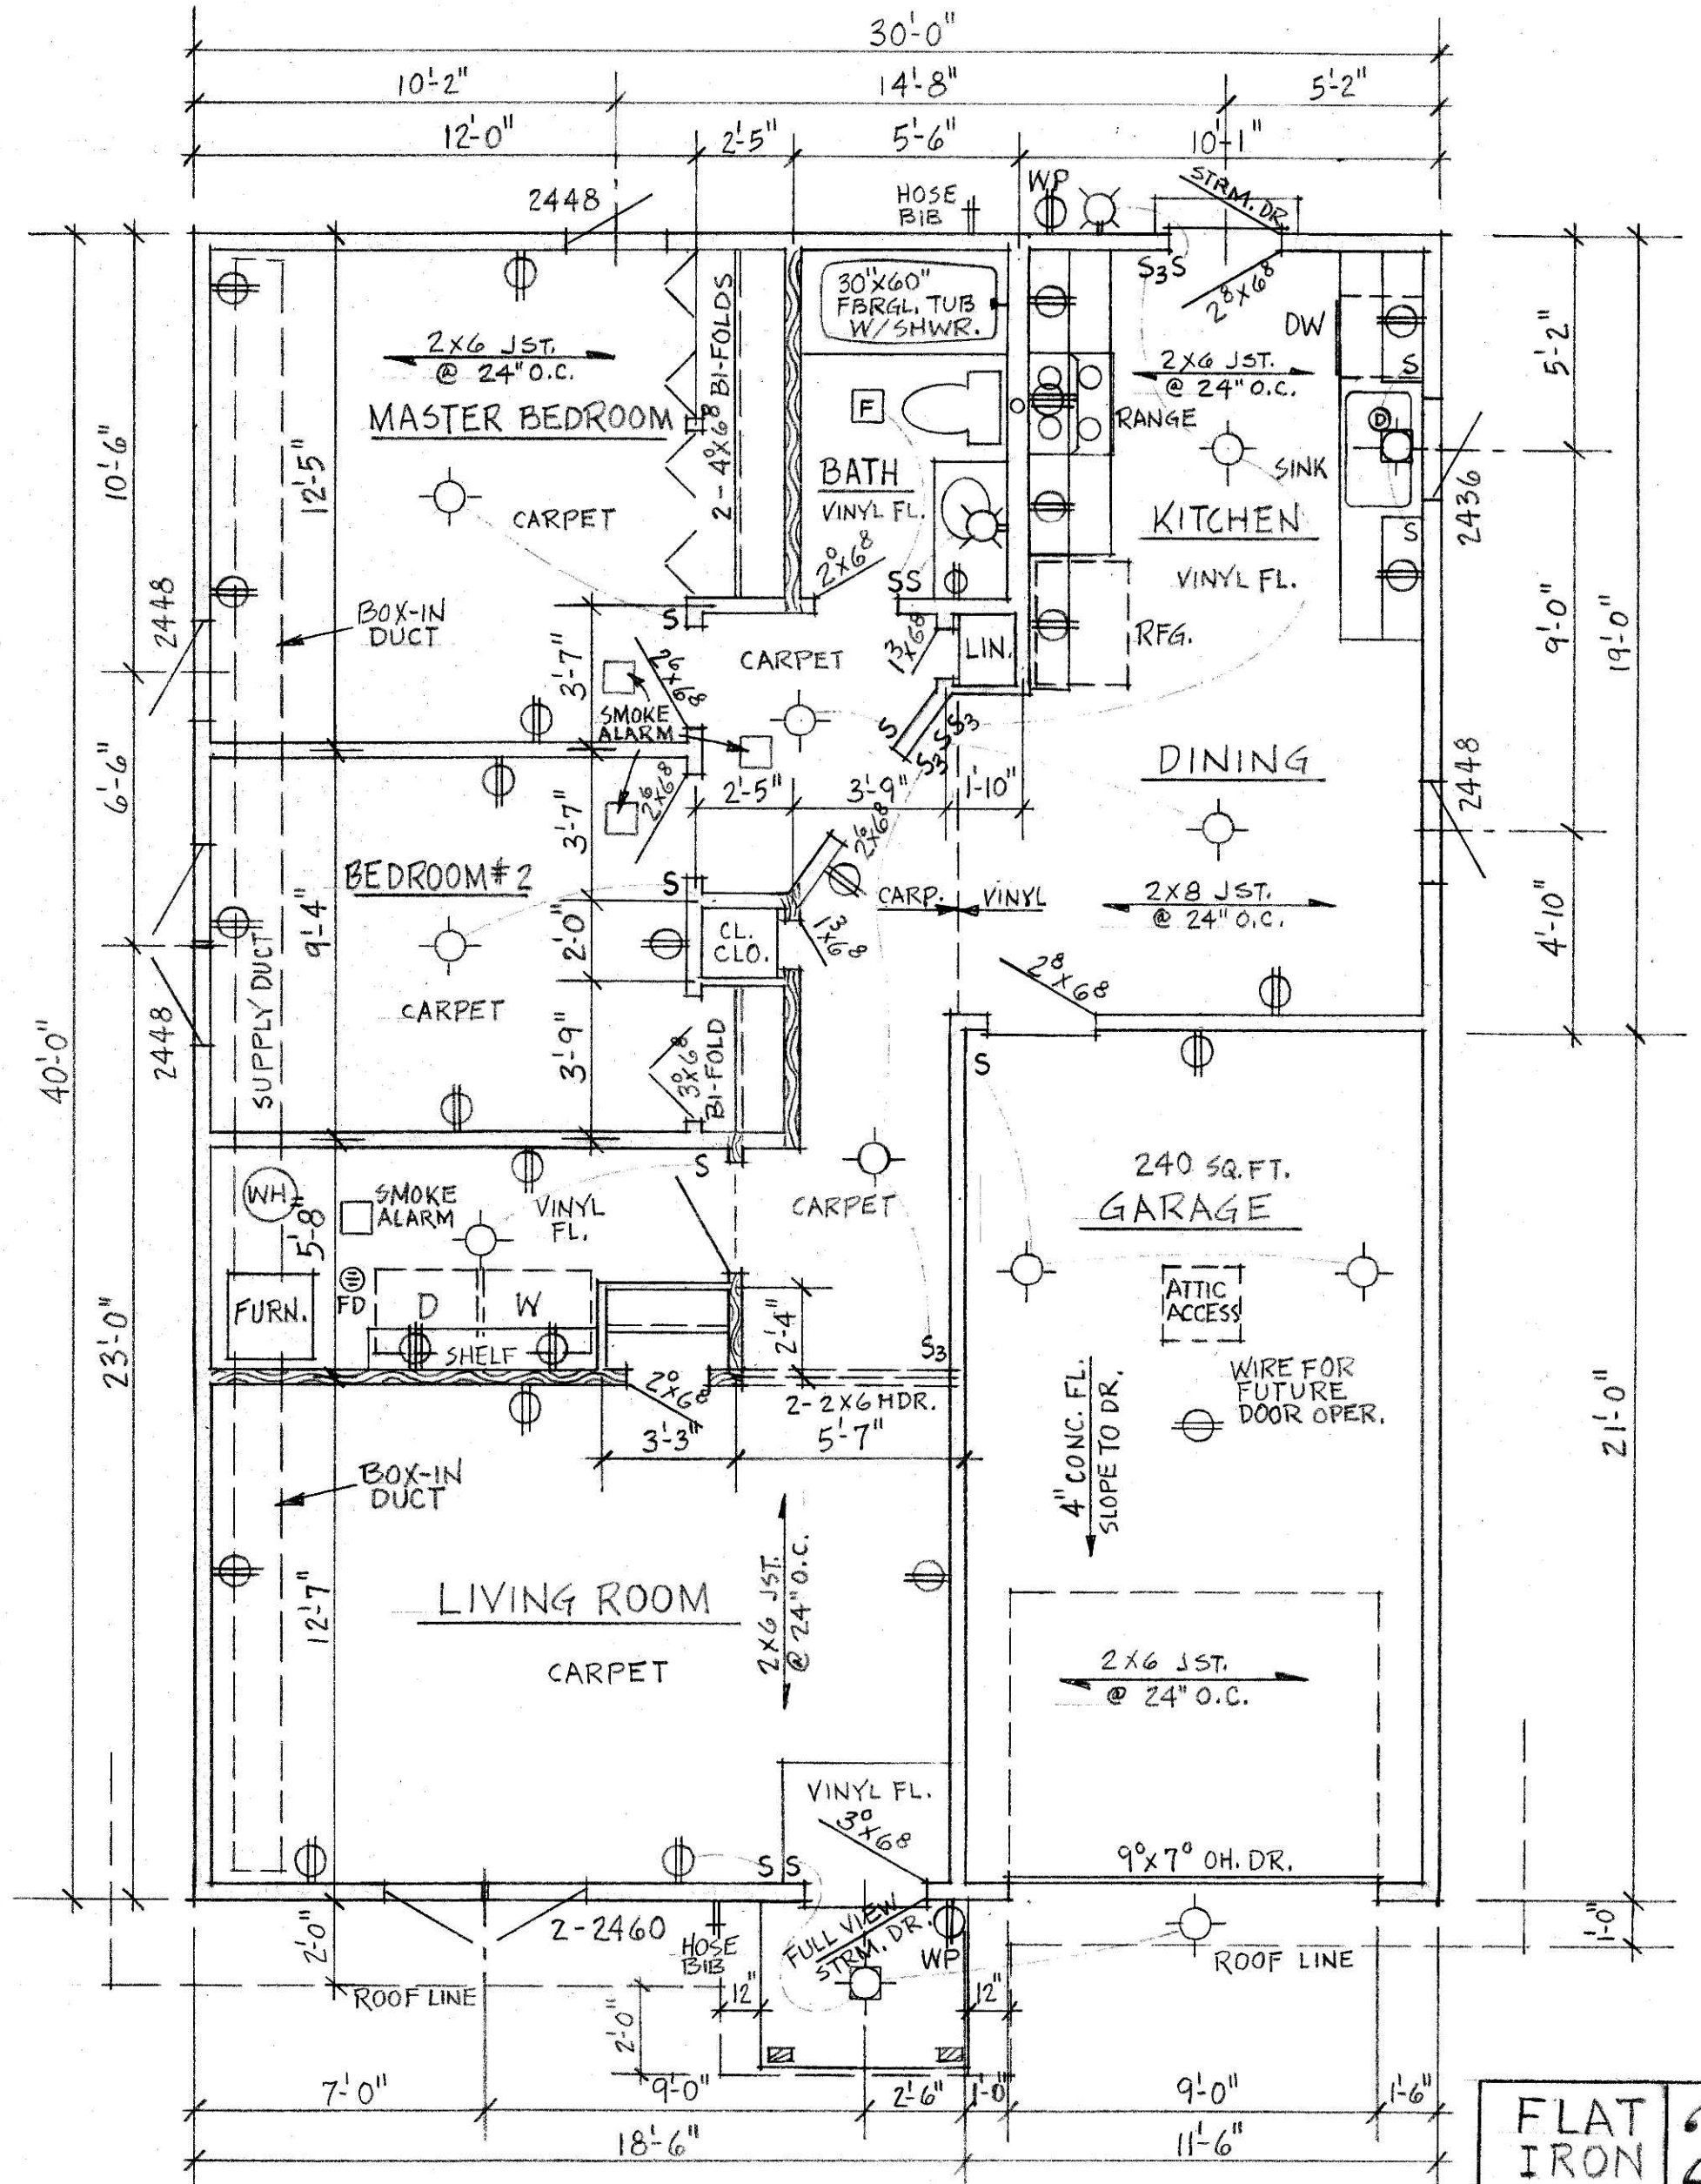 30'-0"
10'-2" 14'-8" 5'-2"
12'-0" 2'-5" 5'-6" 10'-1"
2448
HOSE
BIB
WP
STRM. DR.
S3S
2⁸X6⁸
30"X60"
FBRGL. TUB
W/SHWR.
DW
2X6 JST.
@ 24" O.C.
MASTER BEDROOM
2-4⁰X6⁸ BI-FOLDS
F
2X6 JST.
@ 24" O.C.
RANGE
S
D
5'-2"
10'-6"
12'-5"
CARPET
BATH
VINYL FL.
2⁰X6⁸
SINK
KITCHEN
VINYL FL.
S
2436
9'-0"
19'-0"
2448
BOX-IN
DUCT
S
SS
3'-7"
2⁶X6⁸
CARPET
1³X6⁸
LIN.
RFG.
SMOKE
ALARM
S
S3
S3
S3
6'-6"
2'-5" 3'-9" 1'-10"
DINING
2448
3'-7"
2⁶X6⁸
2⁶X6⁸
BEDROOM #2
S
CARP. VINYL
2X8 JST.
@ 24" O.C.
4'-10"
9'-4"
2'-0"
CL.
CLO.
1³X6⁸
SUPPLY DUCT
CARPET
2⁸X6⁸
40'-0"
2448
3'-9"
3⁰X6⁸
BI-FOLD
S
240 SQ.FT.
GARAGE
S
WH
SMOKE
ALARM
VINYL
FL.
CARPET
5'-8"
FURN.
FD
D W
SHELF
2'-4"
S3
ATTIC
ACCESS
23'-0"
2⁰X6⁸
2-2X6 HDR.
WIRE FOR
FUTURE
DOOR OPER.
3'-3" 5'-7"
21'-0"
BOX-IN
DUCT
4" CONC. FL.
SLOPE TO DR.
12'-7"
LIVING ROOM
CARPET
2X6 JST.
@ 24" O.C.
2X6 JST.
@ 24" O.C.
VINYL FL.
3⁰X6⁸
S S
9⁰X7⁰ OH. DR.
2'-0"
2-2460
HOSE
BIB
FULL VIEW
STRM. DR.
WP
ROOF LINE
1'-0"
ROOF LINE
12" 12"
2'-0"
7'-0" 9'-0" 2'-6" 1'-0" 9'-0" 1'-6"
18'-6" 11'-6"
FLAT
IRON